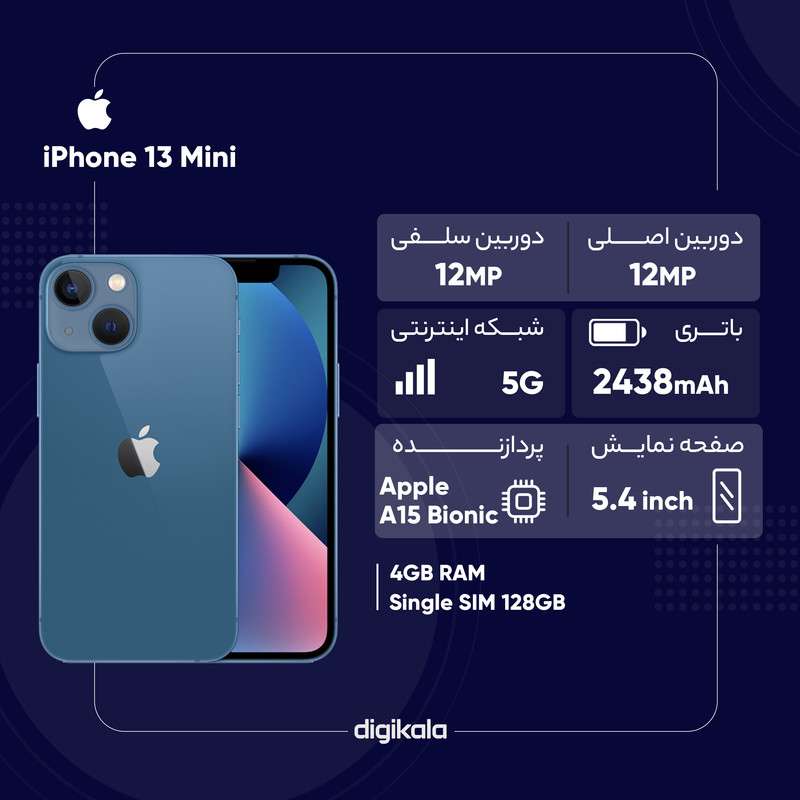 iPhone 13 Mini
دوربین اصلی
12MP
دوربین سلفی
12MP
باتری
2438mAh
شبکه اینترنتی
5G
صفحه نمایش
5.4 inch
پردازنده
Apple
A15 Bionic
4GB RAM
Single SIM 128GB
digikala